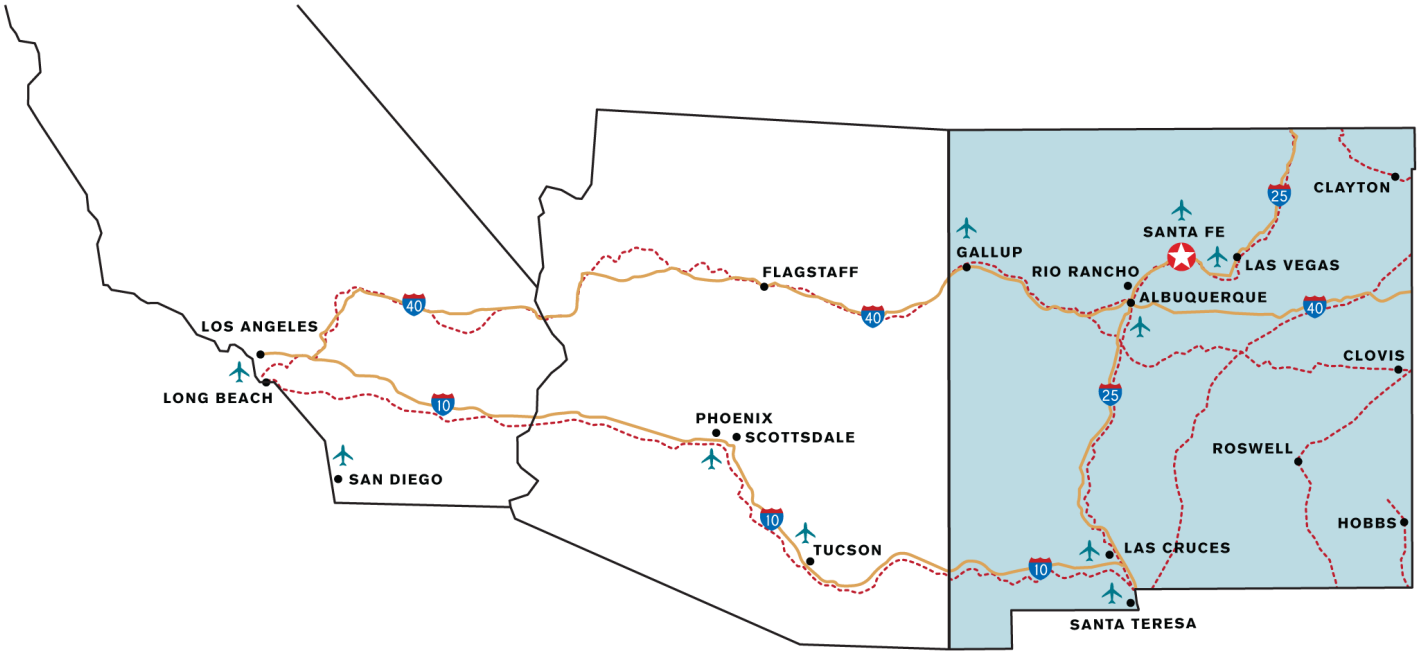 25
CLAYTON
SANTA FE
GALLUP
LAS VEGAS
RIO RANCHO
FLAGSTAFF
ALBUQUERQUE
40
40
40
LOS ANGELES
CLOVIS
LONG BEACH
10
25
PHOENIX
SCOTTSDALE
ROSWELL
SAN DIEGO
10
HOBBS
TUCSON
LAS CRUCES
10
SANTA TERESA